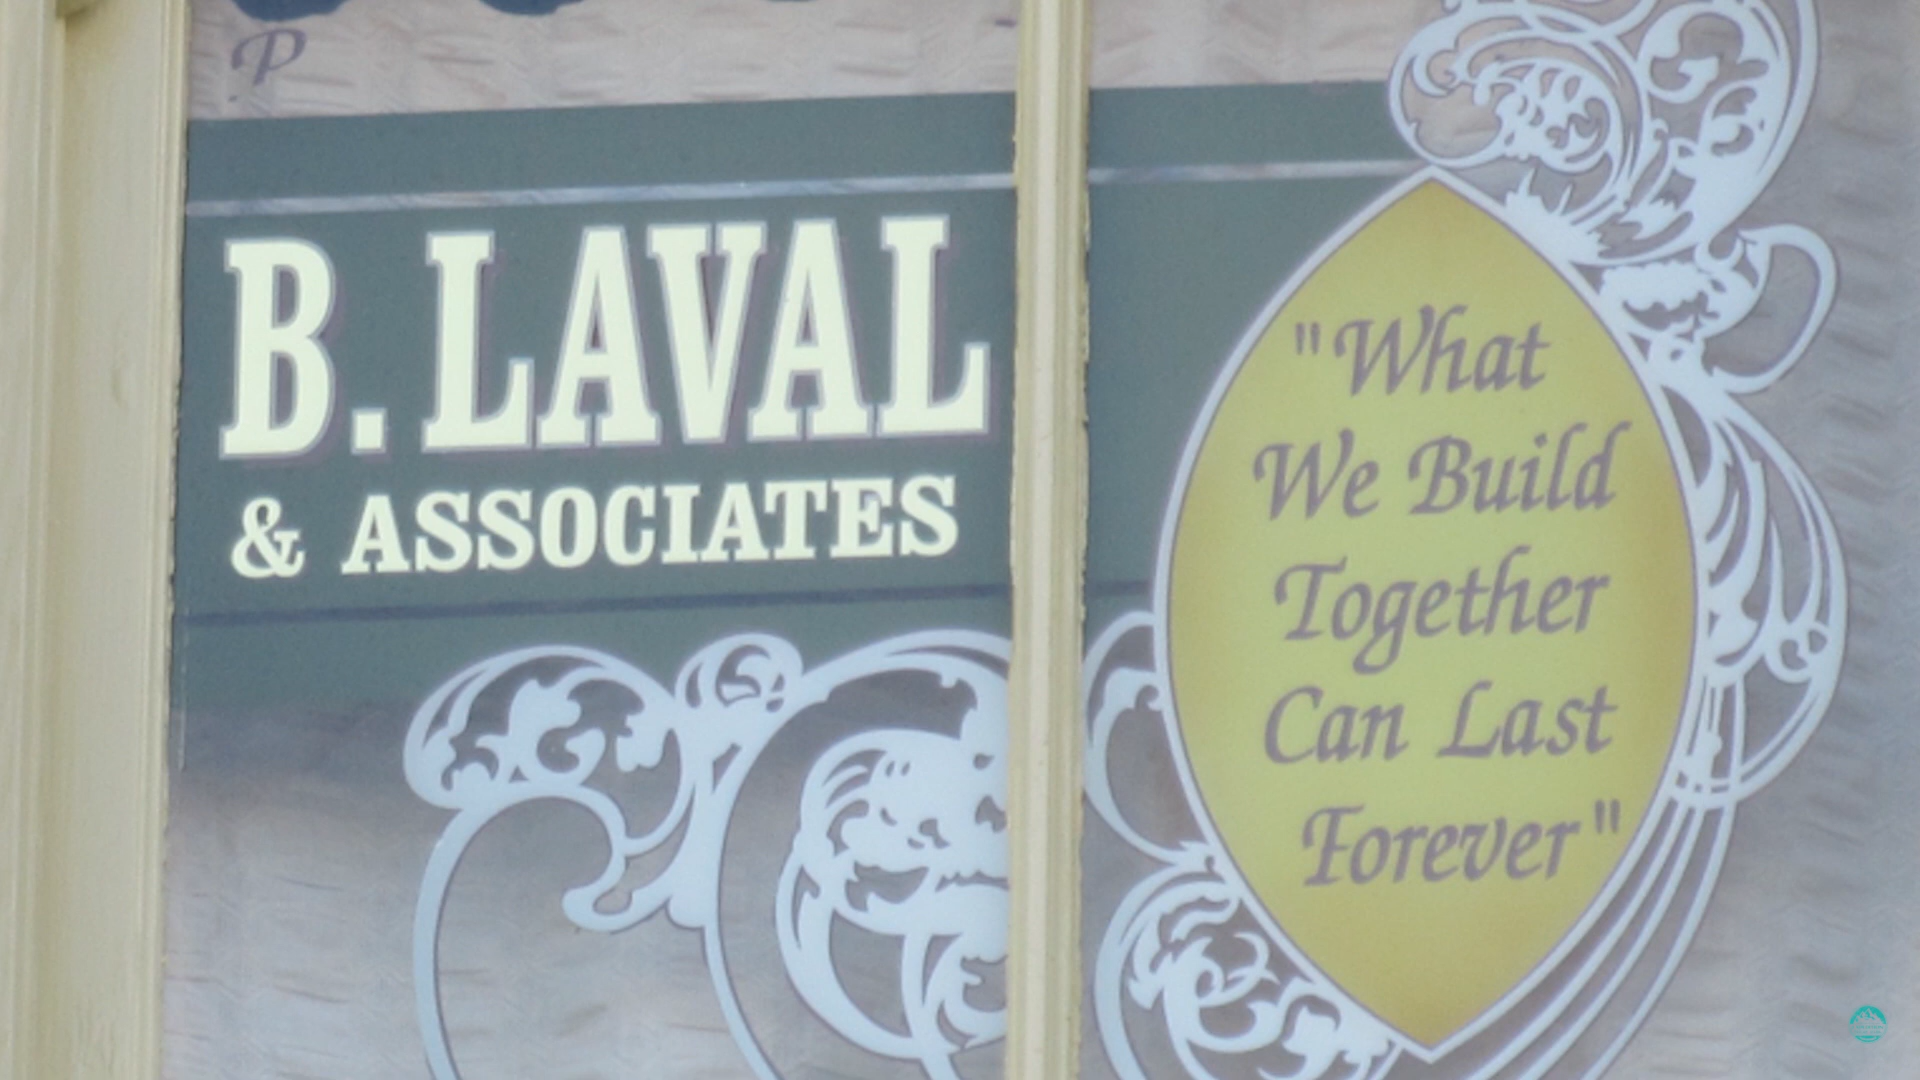 P
B. LAVAL
& ASSOCIATES
"What
We Build
Together
Can Last
Forever"